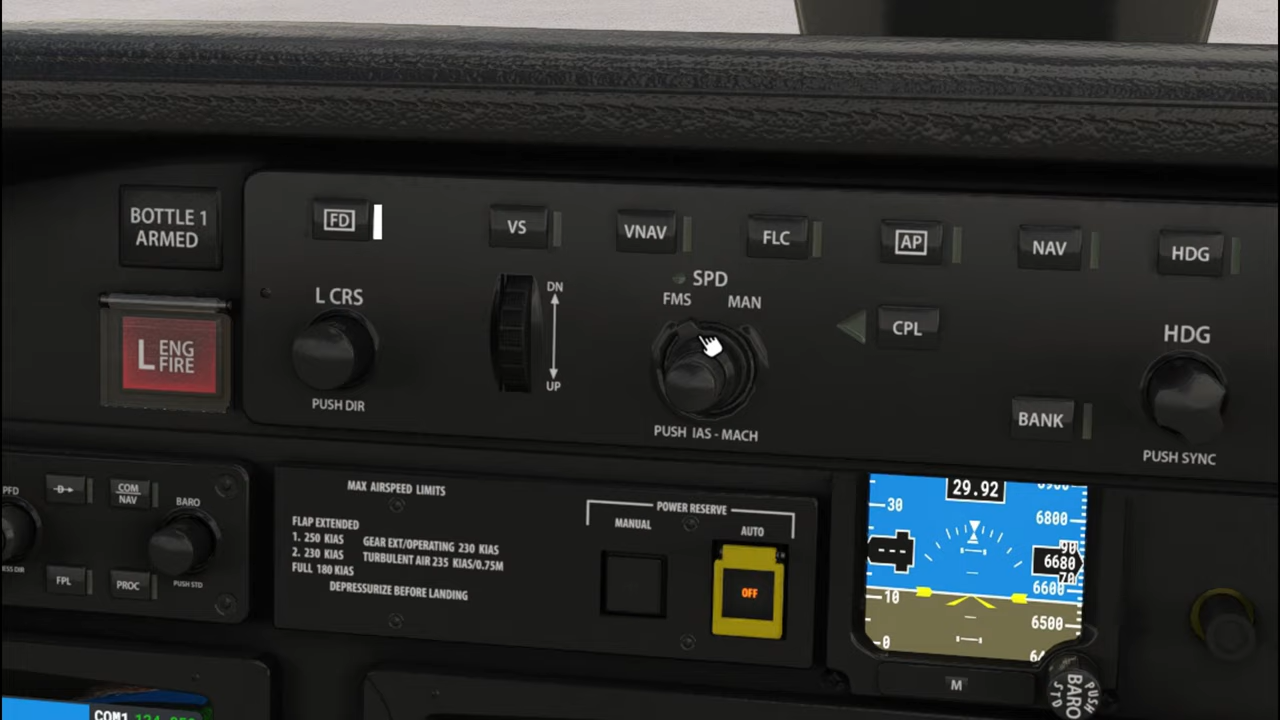 BOTTLE 1
ARMED
FD
VS
VNAV
FLC
AP
NAV
HDG
L CRS
DN
UP
PUSH DIR
SPD
FMS
MAN
PUSH IAS - MACH
CPL
BANK
HDG
PUSH SYNC
L ENG
FIRE
PFD
COM
NAV
BARO
FPL
PROC
PUSH STD
MAX AIRSPEED LIMITS
FLAP EXTENDED
1. 250 KIAS
2. 230 KIAS
FULL 180 KIAS
GEAR EXT/OPERATING 230 KIAS
TURBULENT AIR 235 KIAS/0.75M
DEPRESSURIZE BEFORE LANDING
POWER RESERVE
MANUAL
AUTO
OFF
29.92
30
10
0
---
6800
6680
6600
6500
M
PUSH
BARO
STD
COM1